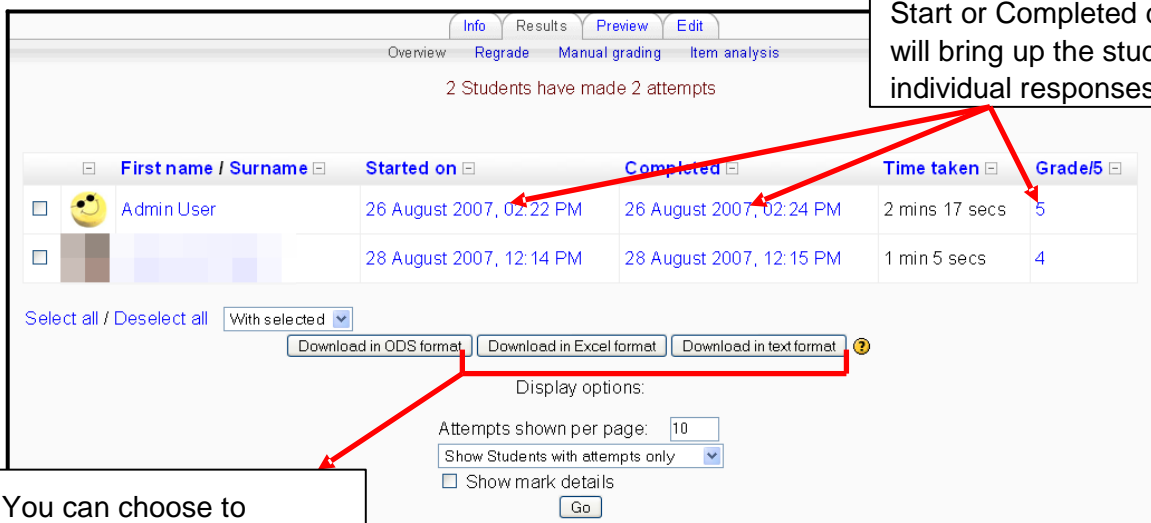 Info Results Preview Edit
Start or Completed
Overview Regrade Manual grading Item analysis
will bring up the
2 Students have made 2 attempts
individual responses
First name / Surname Started on Completed Time taken Grade/5
Admin User 26 August 2007, 02:22 PM 26 August 2007, 02:24 PM 2 mins 17 secs 5
28 August 2007, 12:14 PM 28 August 2007, 12:15 PM 1 min 5 secs 4
Select all / Deselect all With selected
Download in ODS format Download in Excel format Download in text format ?
Display options:
Attempts shown per page: 10
Show Students with attempts only
Show mark details
You can choose to
Go